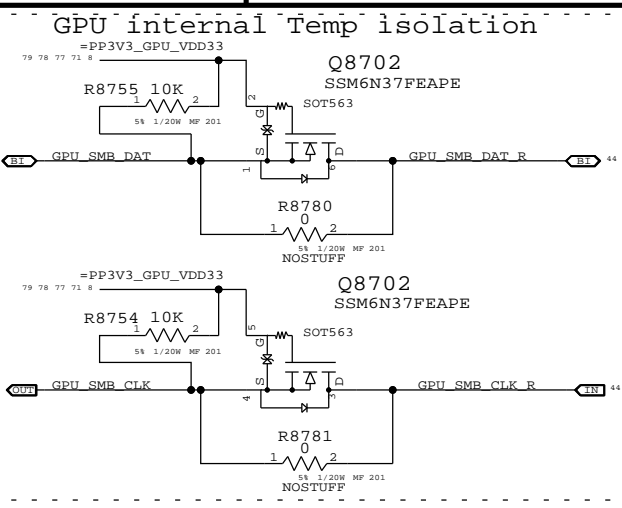 GPU internal Temp isolation
=PP3V3_GPU_VDD33
79 78 77 71 8
Q8702
SSM6N37FEAPE
R8755 10K
1 2
5% 1/20W MF 201
2
G
SOT563
S
D
1
6
BI
GPU_SMB_DAT
GPU_SMB_DAT_R
BI
44
R8780
0
1 2
5% 1/20W MF 201
NOSTUFF
=PP3V3_GPU_VDD33
79 78 77 71 8
Q8702
SSM6N37FEAPE
R8754 10K
1 2
5% 1/20W MF 201
5
G
SOT563
S
D
4
3
OUT
GPU_SMB_CLK
GPU_SMB_CLK_R
IN
44
R8781
0
1 2
5% 1/20W MF 201
NOSTUFF